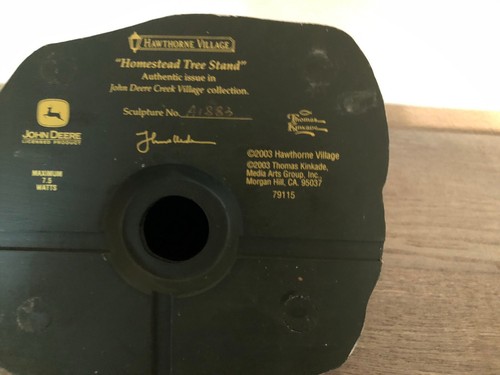 HAWTHORNE VILLAGE
"Homestead Tree Stand"
Authentic issue in
John Deere Creek Village collection.
Sculpture No. A1883
JOHN DEERE
LICENSED PRODUCT
Thomas
Kinkade
MAXIMUM
7.5
WATTS
©2003 Hawthorne Village
©2003 Thomas Kinkade,
Media Arts Group, Inc.,
Morgan Hill, CA. 95037
79115